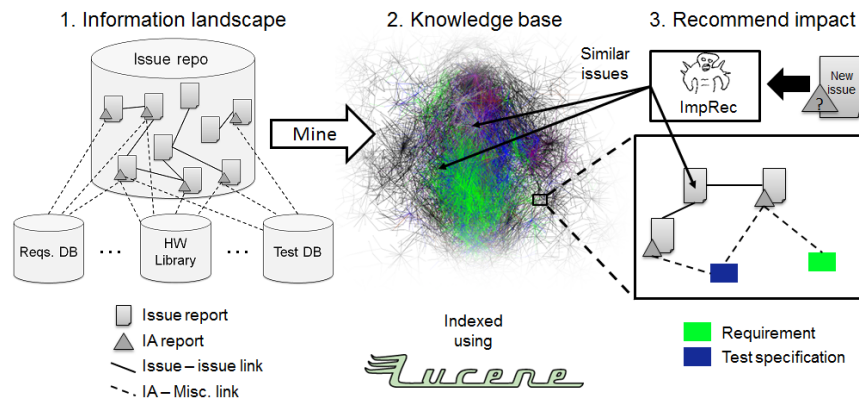 1. Information landscape
2. Knowledge base
3. Recommend impact
Issue repo
Similar
issues
ImpRec
New
issue
?
Mine
Reqs. DB
...
HW
Library
...
Test DB
Issue report
IA report
Issue – issue link
IA – Misc. link
Indexed
using
Lucene
Requirement
Test specification